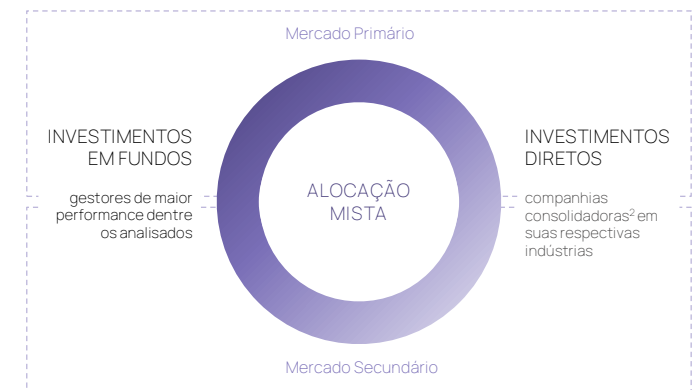 Mercado Primário
INVESTIMENTOS
EM FUNDOS
gestores de maior
performance dentre
os analisados
ALOCAÇÃO
MISTA
INVESTIMENTOS
DIRETOS
companhias
consolidadoras² em
suas respectivas
indústrias
Mercado Secundário